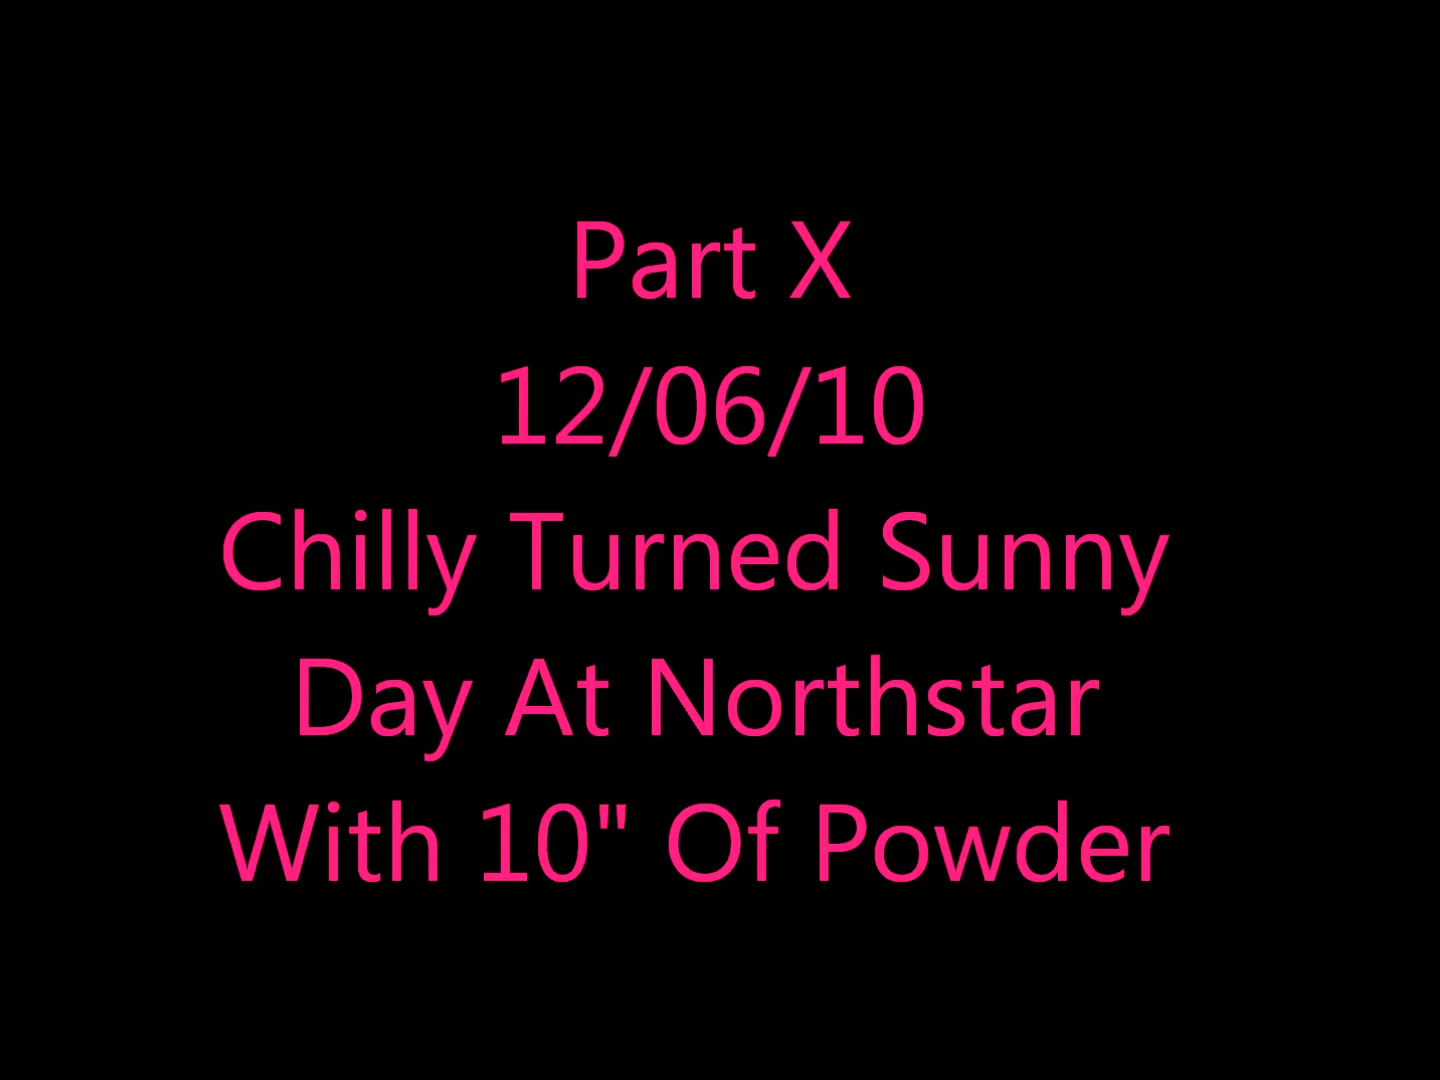 Part X
12/06/10
Chilly Turned Sunny
Day At Northstar
With 10" Of Powder